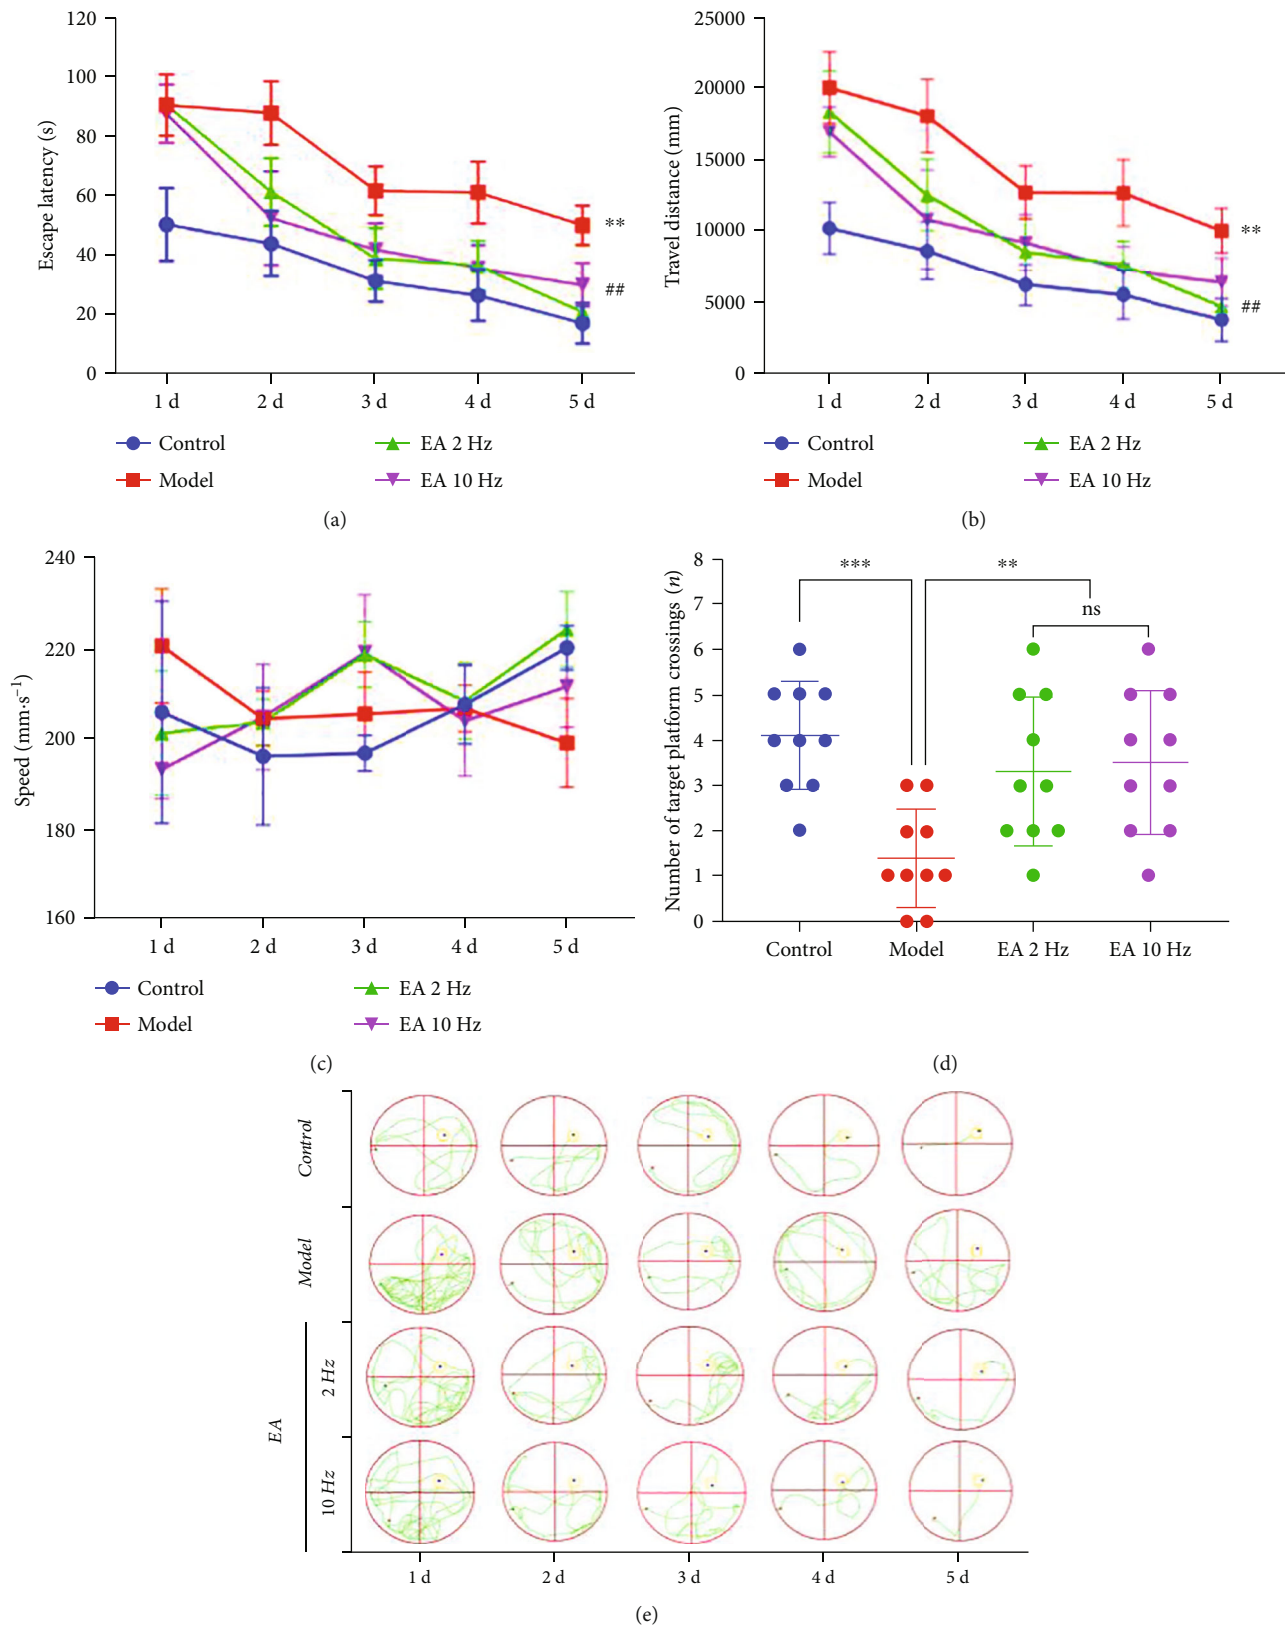 120
100
80
60
40
20
0
Escape latency (s)
**
##
1 d 2 d 3 d 4 d 5 d
Control EA 2 Hz
Model EA 10 Hz
(a)
25000
20000
15000
10000
5000
0
Travel distance (mm)
**
##
1 d 2 d 3 d 4 d 5 d
Control EA 2 Hz
Model EA 10 Hz
(b)
240
220
200
180
160
Speed (mm·s⁻¹)
1 d 2 d 3 d 4 d 5 d
Control EA 2 Hz
Model EA 10 Hz
(c)
8
7
6
5
4
3
2
1
0
Number of target platform crossings (n)
*** **
ns
Control Model EA 2 Hz EA 10 Hz
(d)
Control
Model
EA
2 Hz
10 Hz
1 d 2 d 3 d 4 d 5 d
(e)